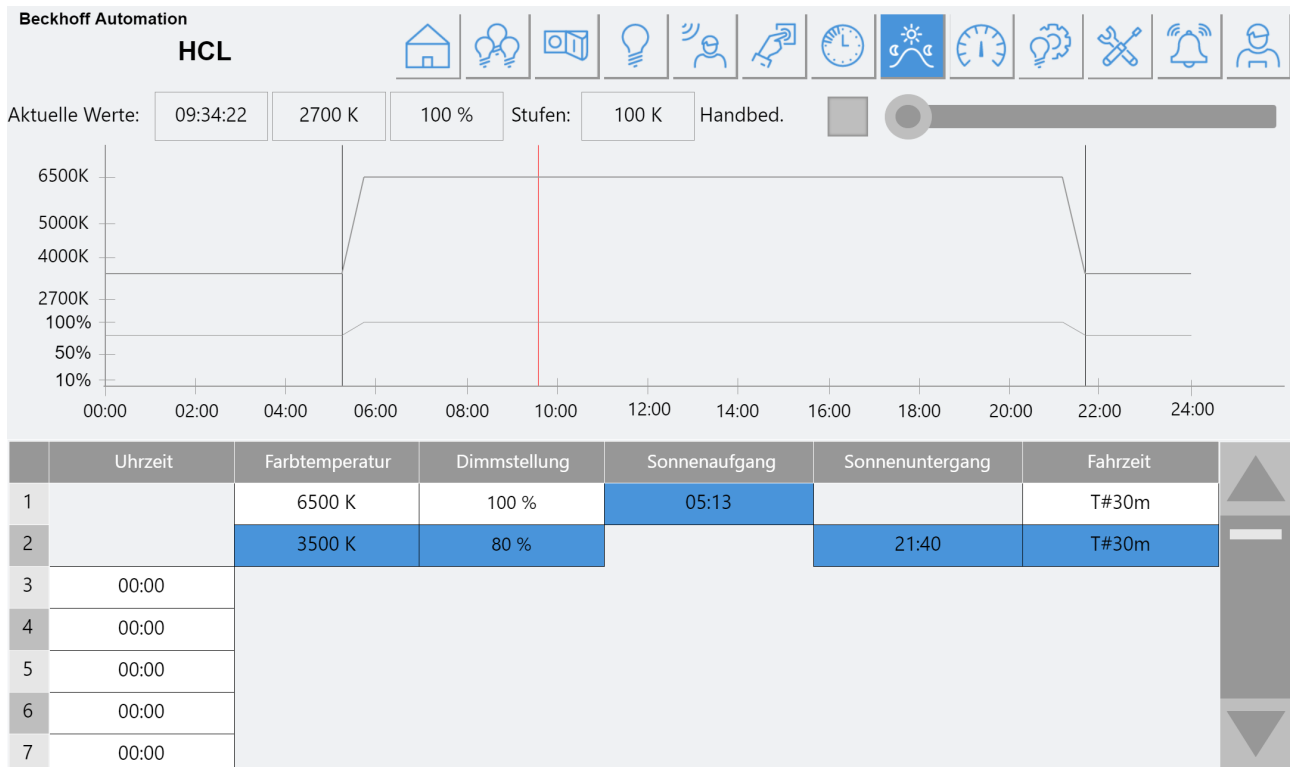 Beckhoff Automation
HCL
Aktuelle Werte: 09:34:22 2700 K 100 % Stufen: 100 K Handbed.
6500K
5000K
4000K
2700K
100%
50%
10%
00:00 02:00 04:00 06:00 08:00 10:00 12:00 14:00 16:00 18:00 20:00 22:00 24:00
Uhrzeit Farbtemperatur Dimmstellung Sonnenaufgang Sonnenuntergang Fahrzeit
1 6500 K 100 % 05:13 T#30m
2 3500 K 80 % 21:40 T#30m
3 00:00
4 00:00
5 00:00
6 00:00
7 00:00